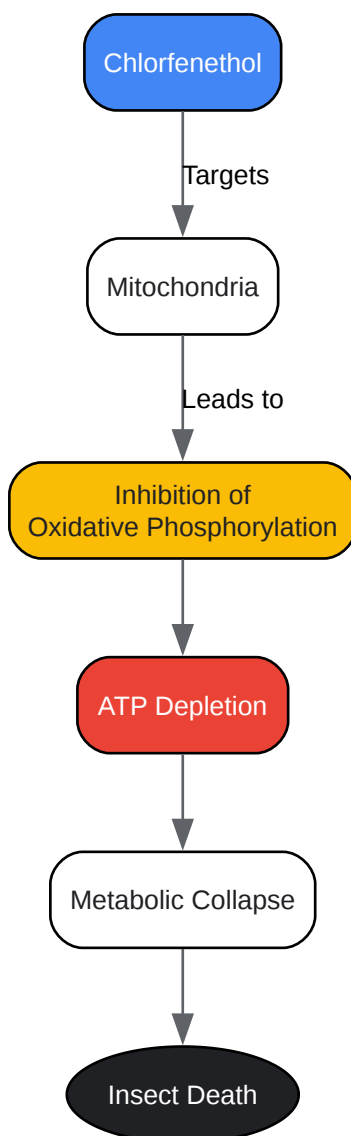 Chlorfenethol
Targets
Mitochondria
Leads to
Inhibition of
Oxidative Phosphorylation
ATP Depletion
Metabolic Collapse
Insect Death